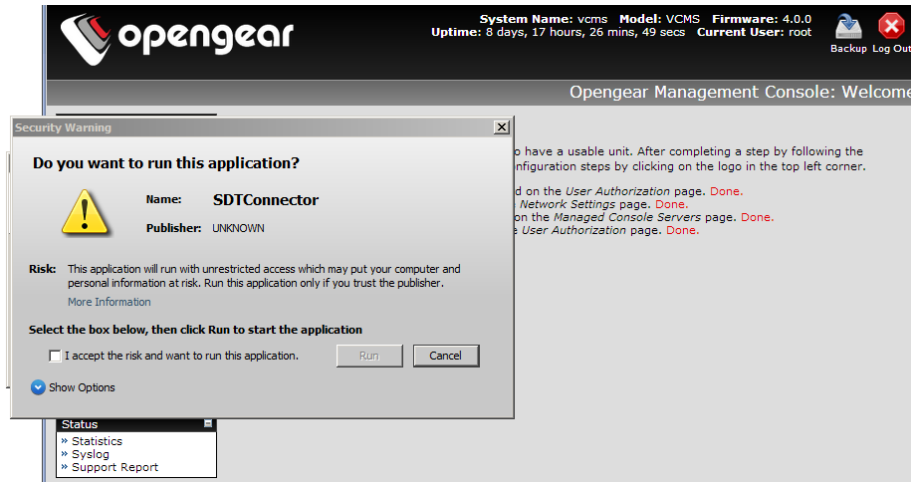 opengear
System Name: vcms Model: VCMS Firmware: 4.0.0
Uptime: 8 days, 17 hours, 26 mins, 49 secs Current User: root
Backup Log Out
Opengear Management Console: Welcome
Security Warning
Do you want to run this application?
Name: SDTConnector
Publisher: UNKNOWN
Risk: This application will run with unrestricted access which may put your computer and
personal information at risk. Run this application only if you trust the publisher.
More Information
Select the box below, then click Run to start the application
I accept the risk and want to run this application.
Run
Cancel
Show Options
o have a usable unit. After completing a step by following the
nfiguration steps by clicking on the logo in the top left corner.
d on the User Authorization page. Done.
Network Settings page. Done.
on the Managed Console Servers page. Done.
User Authorization page. Done.
Status
» Statistics
» Syslog
» Support Report